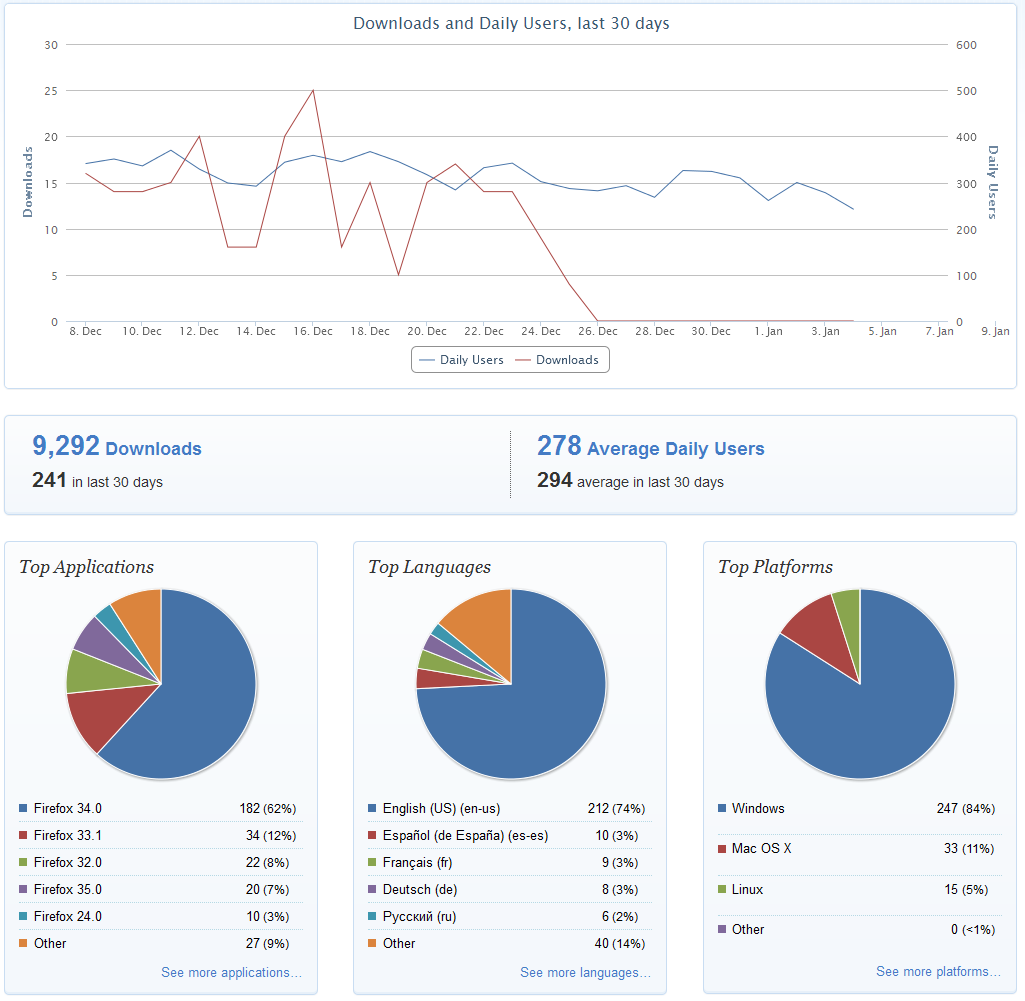 Downloads and Daily Users, last 30 days
30 600
25 500
20 400
15 300
10 200
5 100
0 0
Downloads
Daily Users
8. Dec 10. Dec 12. Dec 14. Dec 16. Dec 18. Dec 20. Dec 22. Dec 24. Dec 26. Dec 28. Dec 30. Dec 1. Jan 3. Jan 5. Jan 7. Jan 9. Jan
Daily Users Downloads
9,292 Downloads
241 in last 30 days
278 Average Daily Users
294 average in last 30 days
Top Applications
Firefox 34.0 182 (62%)
Firefox 33.1 34 (12%)
Firefox 32.0 22 (8%)
Firefox 35.0 20 (7%)
Firefox 24.0 10 (3%)
Other 27 (9%)
See more applications...
Top Languages
English (US) (en-us) 212 (74%)
Español (de España) (es-es) 10 (3%)
Français (fr) 9 (3%)
Deutsch (de) 8 (3%)
Русский (ru) 6 (2%)
Other 40 (14%)
See more languages...
Top Platforms
Windows 247 (84%)
Mac OS X 33 (11%)
Linux 15 (5%)
Other 0 (<1%)
See more platforms...